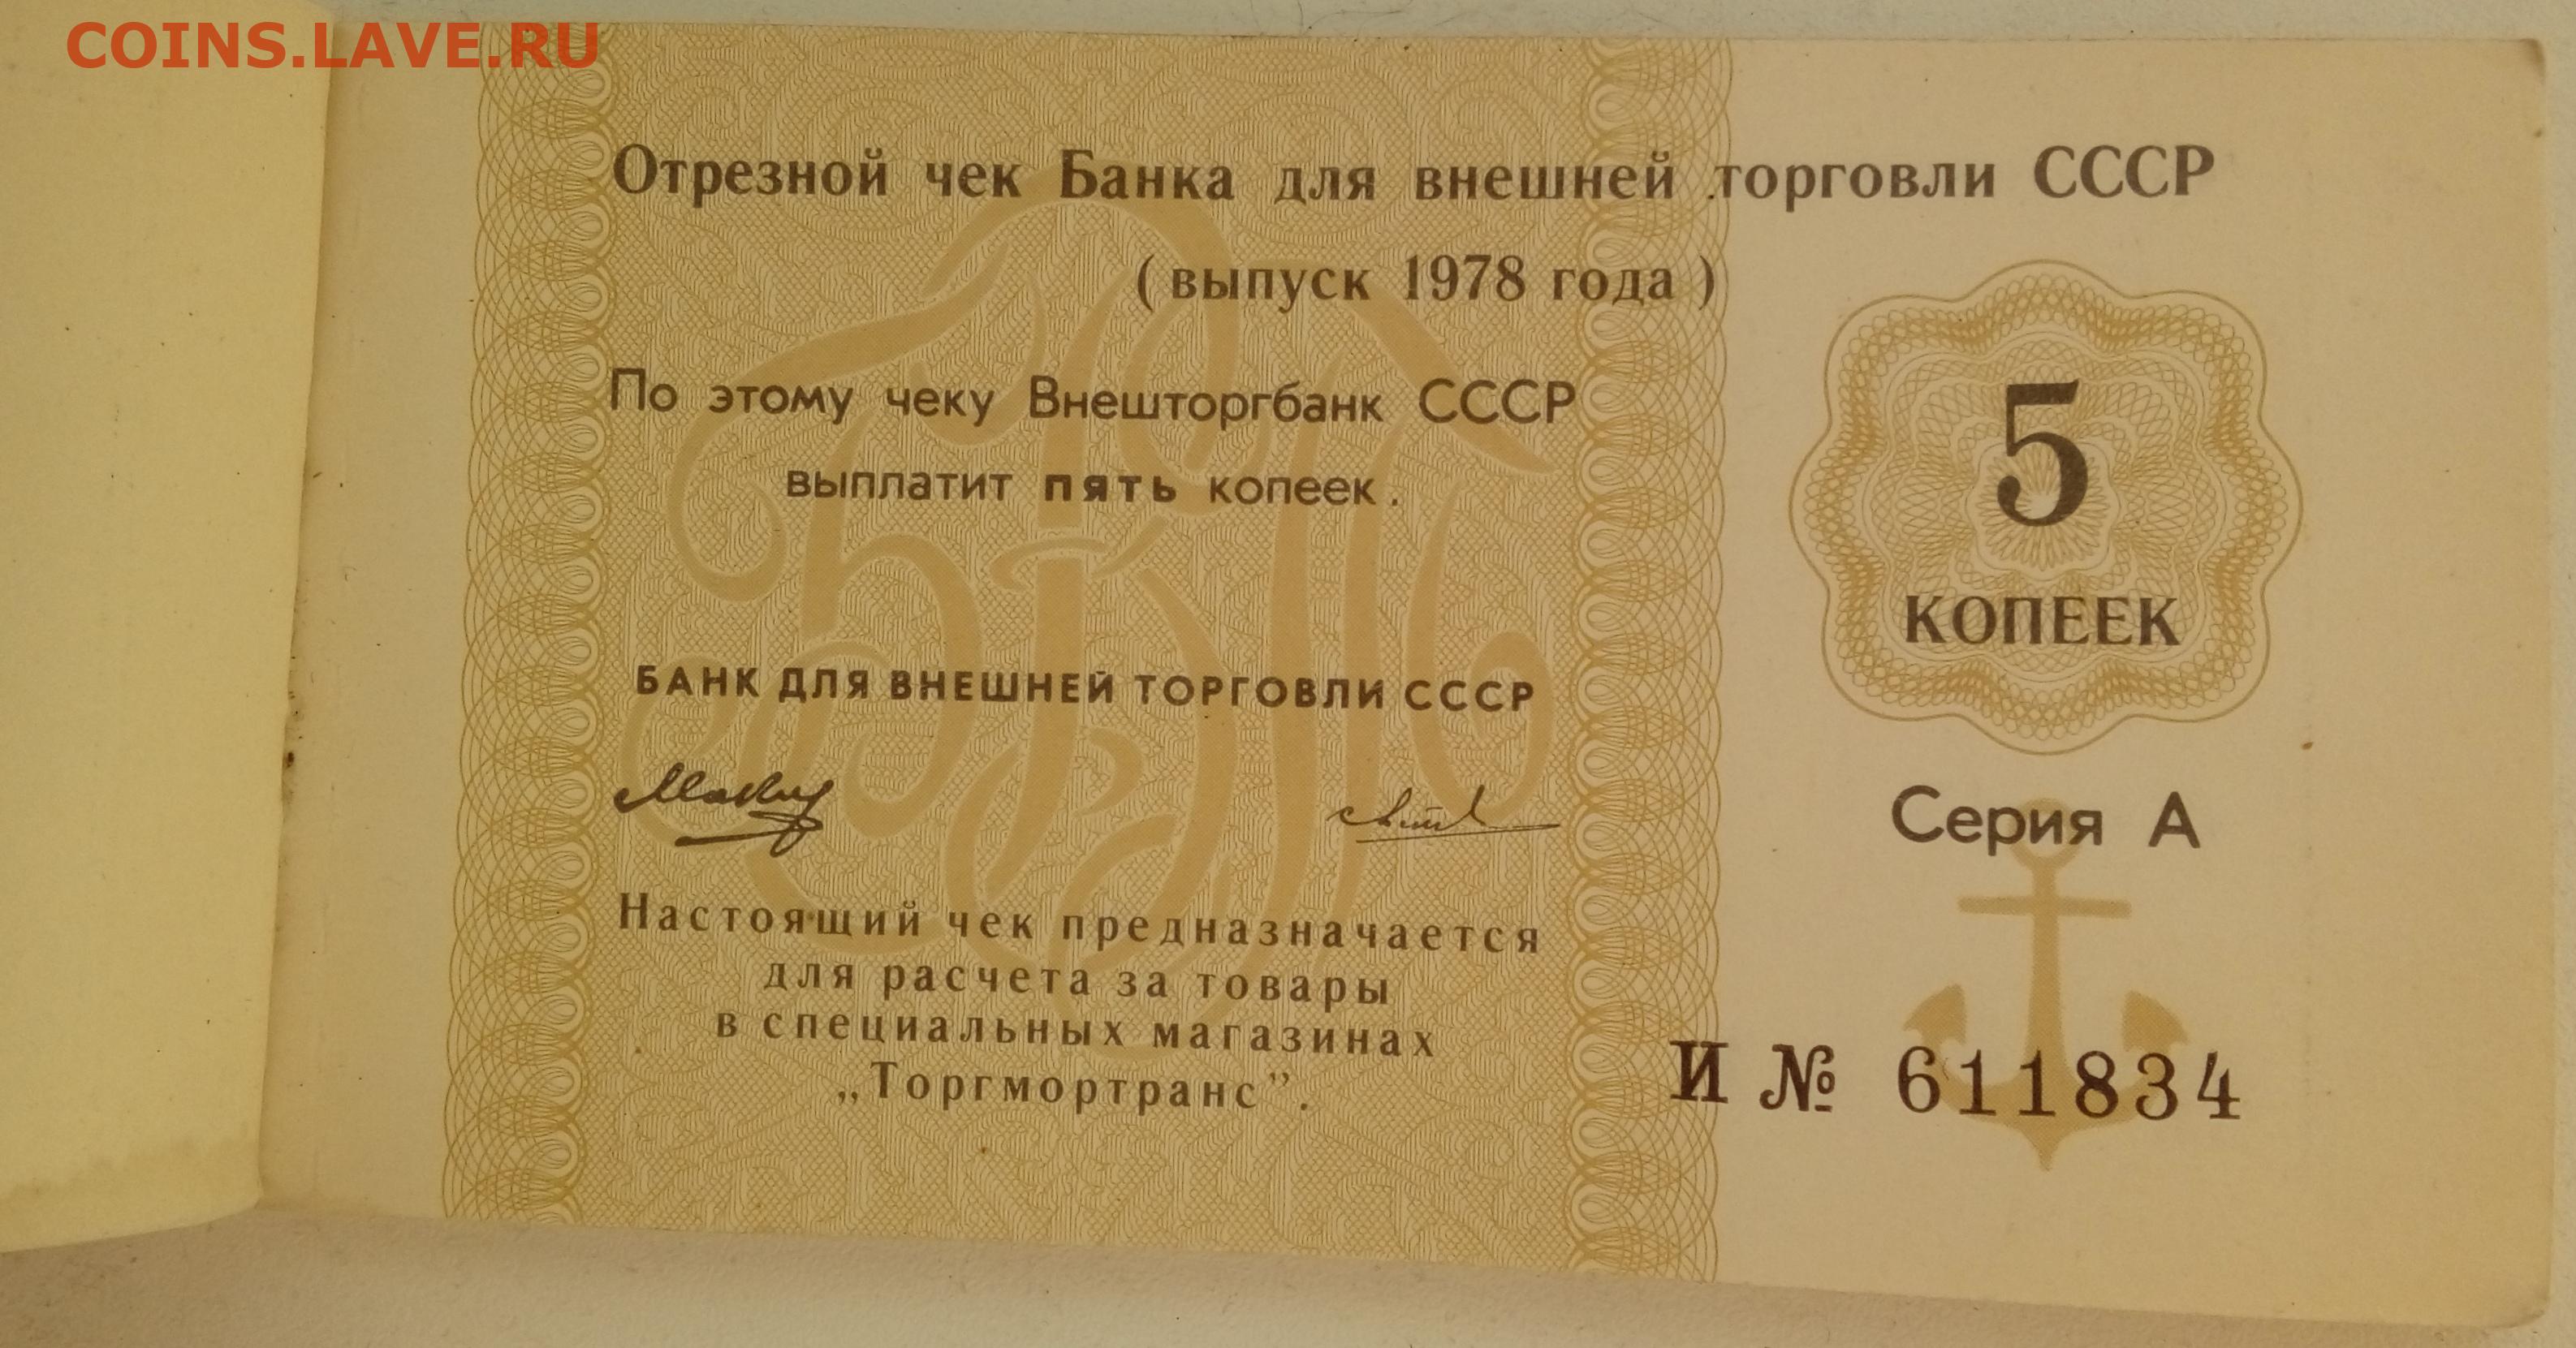 COINS.LAVE.RU
Отрезной чек Банка для внешней торговли СССР
( выпуск 1978 года )
По этому чеку Внешторгбанк СССР
выплатит пять копеек.
5
КОПЕЕК
БАНК ДЛЯ ВНЕШНЕЙ ТОРГОВЛИ СССР
Серия А
Настоящий чек предназначается
для расчета за товары
в специальных магазинах
„Торгмортранс”.
И № 611834